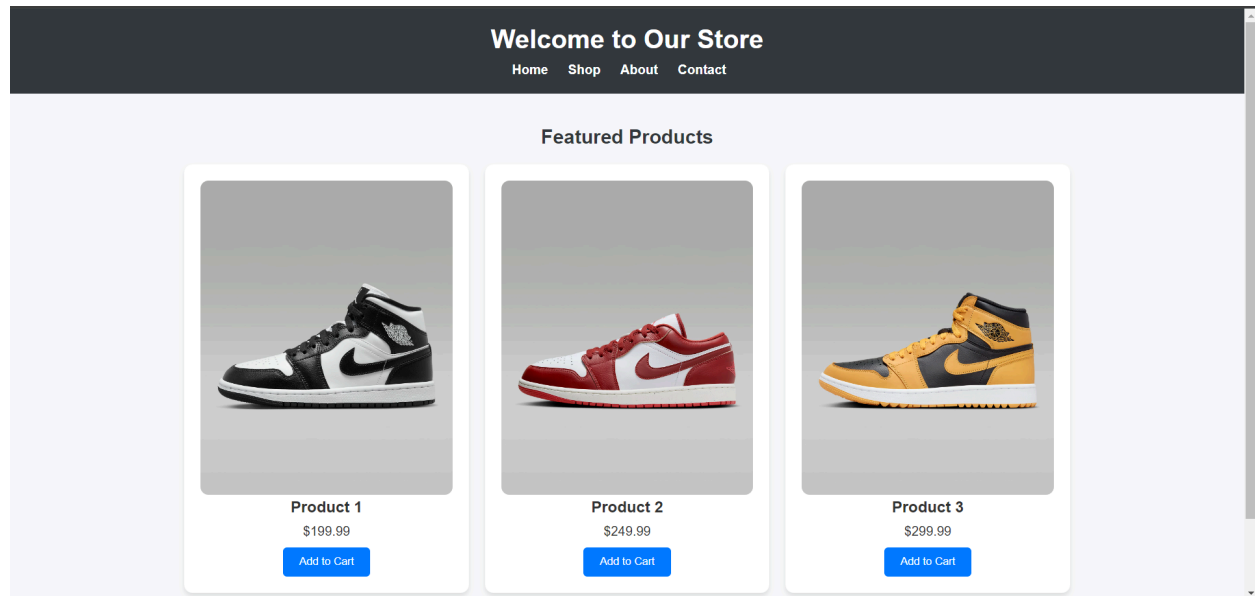 Welcome to Our Store
Home Shop About Contact
Featured Products
Product 1 Product 2 Product 3
$199.99 $249.99 $299.99
Add to Cart Add to Cart Add to Cart